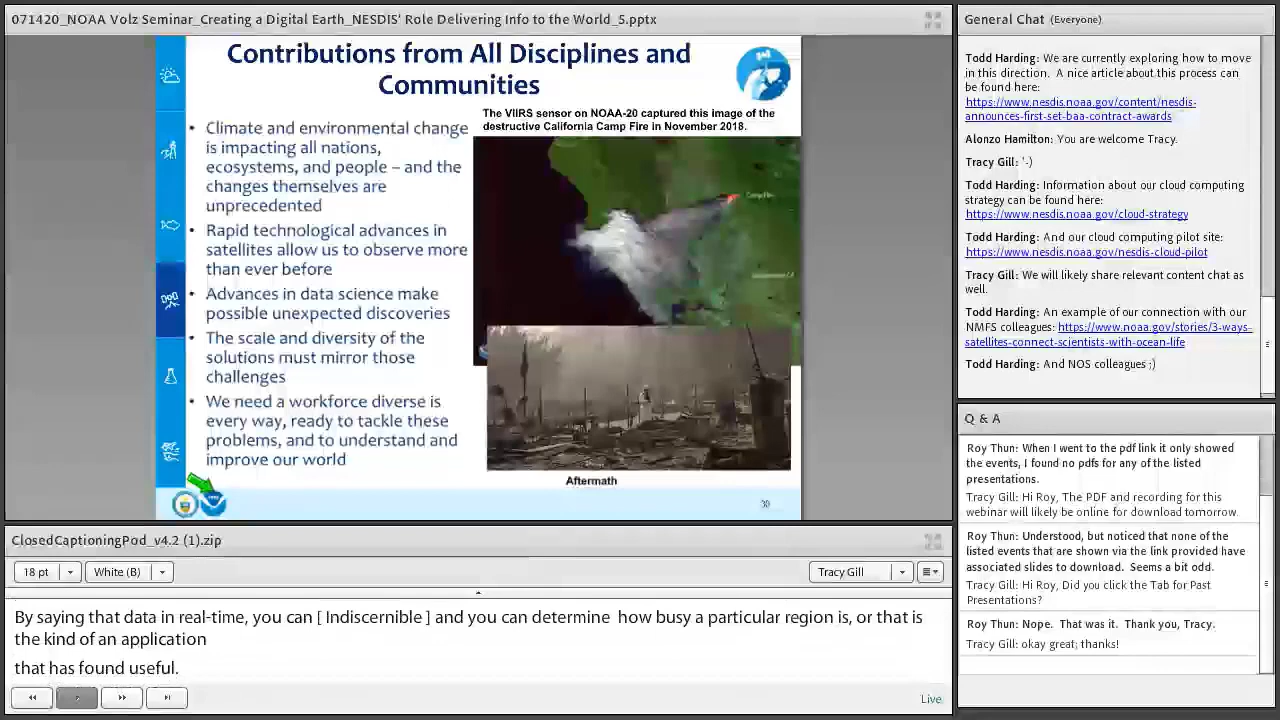 071420_NOAA Volz Seminar_Creating a Digital Earth_NESDIS' Role Delivering Info to the World_5.pptx
Contributions from All Disciplines and
Communities
The VIIRS sensor on NOAA-20 captured this image of the
destructive California Camp Fire in November 2018.
• Climate and environmental change
is impacting all nations,
ecosystems, and people – and the
changes themselves are
unprecedented
• Rapid technological advances in
satellites allow us to observe more
than ever before
• Advances in data science make
possible unexpected discoveries
• The scale and diversity of the
solutions must mirror those
challenges
• We need a workforce diverse is
every way, ready to tackle these
problems, and to understand and
improve our world
Aftermath
30
ClosedCaptioningPod_v4.2 (1).zip
18 pt
White (B)
Tracy Gill
By saying that data in real-time, you can [ Indiscernible ] and you can determine  how busy a particular region is, or that is
the kind of an application
that has found useful.
Live
General Chat (Everyone)
Todd Harding: We are currently exploring how to move
in this direction.  A nice article about this process can
be found here:
https://www.nesdis.noaa.gov/content/nesdis-
announces-first-set-baa-contract-awards
Alonzo Hamilton: You are welcome Tracy.
Tracy Gill: '-)
Todd Harding: Information about our cloud computing
strategy can be found here:
https://www.nesdis.noaa.gov/cloud-strategy
Todd Harding: And our cloud computing pilot site:
https://www.nesdis.noaa.gov/nesdis-cloud-pilot
Tracy Gill: We will likely share relevant content chat as
well.
Todd Harding: An example of our connection with our
NMFS colleagues: https://www.noaa.gov/stories/3-ways-
satellites-connect-scientists-with-ocean-life
Todd Harding: And NOS colleagues ;)
Q & A
Roy Thun: When I went to the pdf link it only showed
the events, I found no pdfs for any of the listed
presentations.
Tracy Gill: Hi Roy, The PDF and recording for this
webinar will likely be online for download tomorrow.
Roy Thun: Understood, but noticed that none of the
listed events that are shown via the link provided have
associated slides to download.  Seems a bit odd.
Tracy Gill: Hi Roy, Did you click the Tab for Past
Presentations?
Roy Thun: Nope.  That was it.  Thank you, Tracy.
Tracy Gill: okay great; thanks!